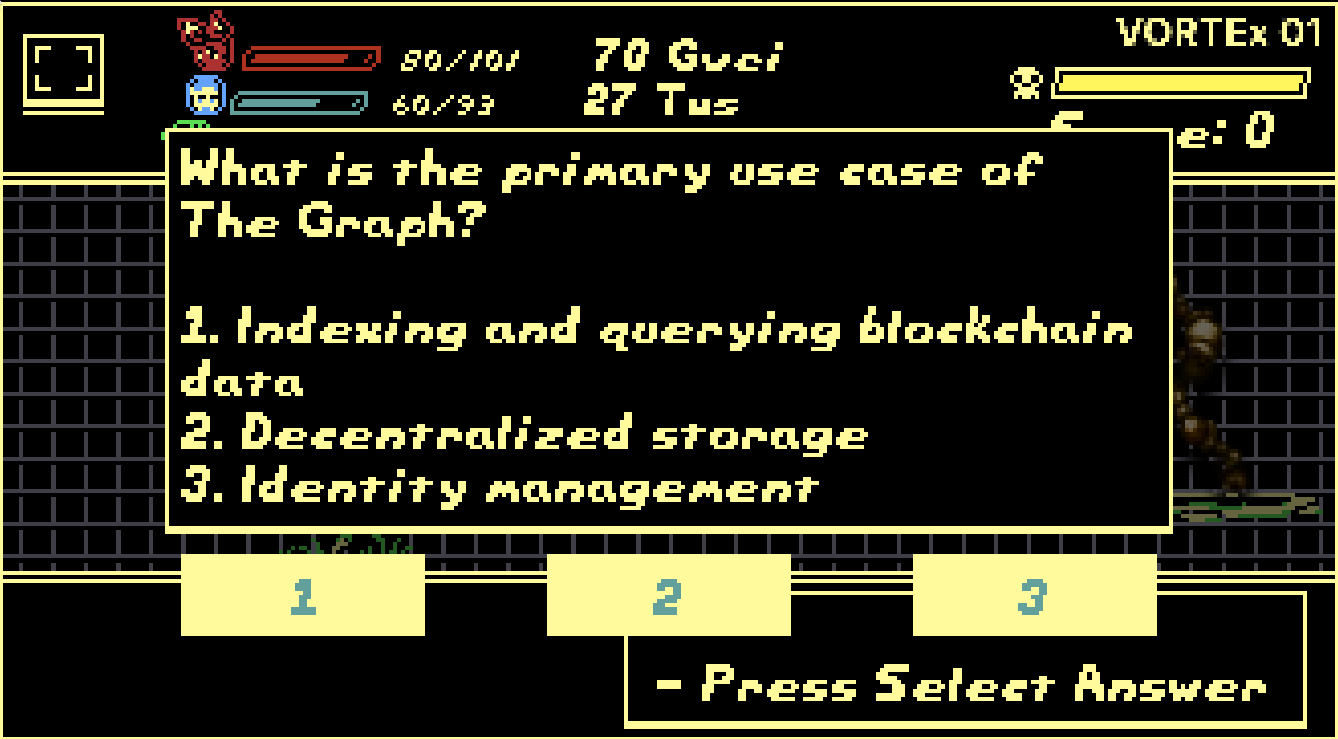 VORTEx 01
80/101
70 Guci
60/93
27 Tus
e: 0
What is the primary use case of
The Graph?
1. Indexing and querying blockchain
data
2. Decentralized storage
3. Identity management
1
2
3
- Press Select Answer